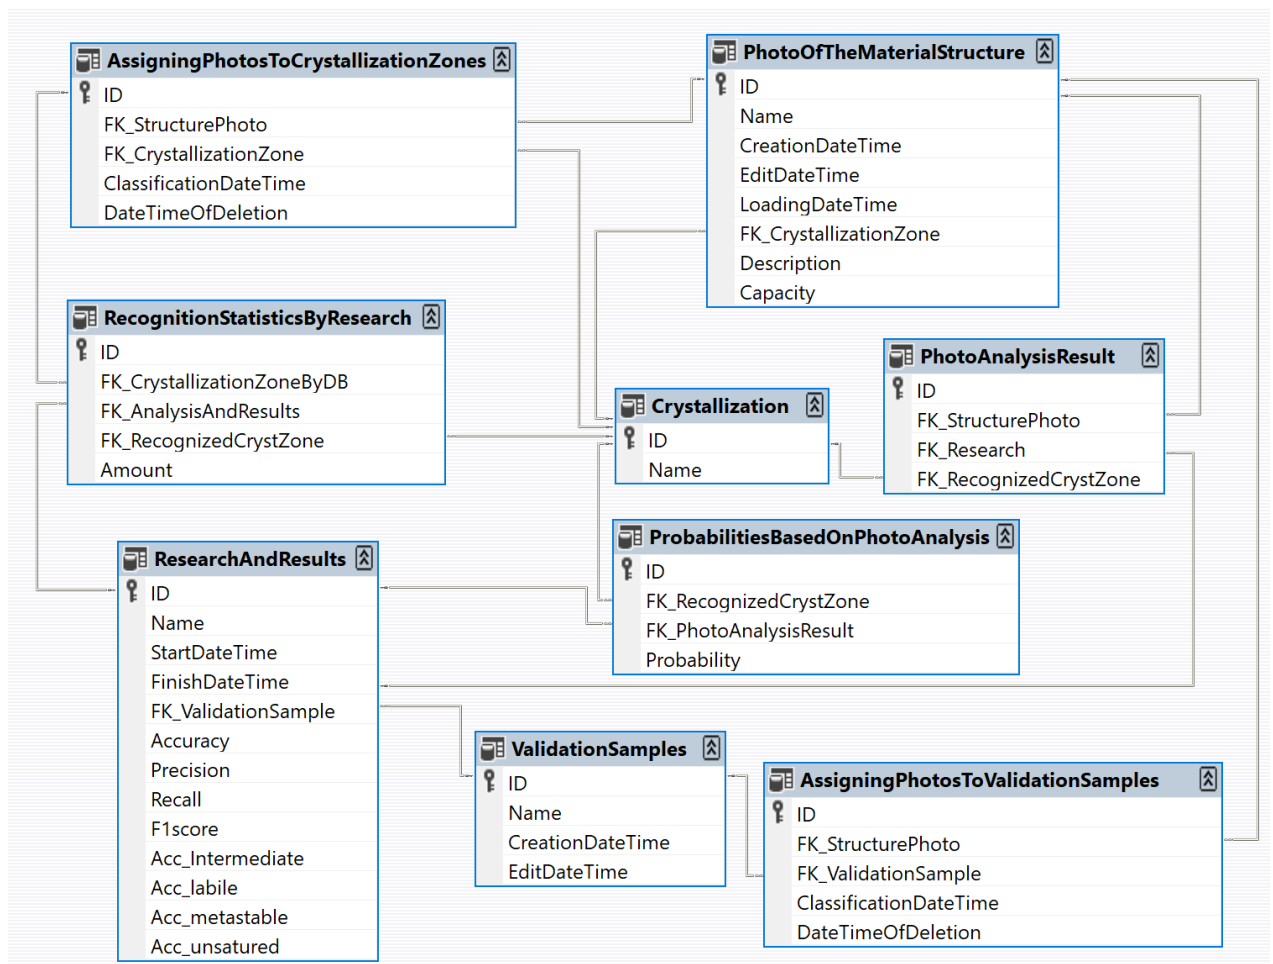 AssigningPhotosToCrystallizationZones
ID
FK_StructurePhoto
FK_CrystallizationZone
ClassificationDateTime
DateTimeOfDeletion
PhotoOfTheMaterialStructure
ID
Name
CreationDateTime
EditDateTime
LoadingDateTime
FK_CrystallizationZone
Description
Capacity
RecognitionStatisticsByResearch
ID
FK_CrystallizationZoneByDB
FK_AnalysisAndResults
FK_RecognizedCrystZone
Amount
Crystallization
ID
Name
PhotoAnalysisResult
ID
FK_StructurePhoto
FK_Research
FK_RecognizedCrystZone
ProbabilitiesBasedOnPhotoAnalysis
ID
FK_RecognizedCrystZone
FK_PhotoAnalysisResult
Probability
ResearchAndResults
ID
Name
StartDateTime
FinishDateTime
FK_ValidationSample
Accuracy
Precision
Recall
F1score
Acc_Intermediate
Acc_labile
Acc_metastable
Acc_unsatured
ValidationSamples
ID
Name
CreationDateTime
EditDateTime
AssigningPhotosToValidationSamples
ID
FK_StructurePhoto
FK_ValidationSample
ClassificationDateTime
DateTimeOfDeletion